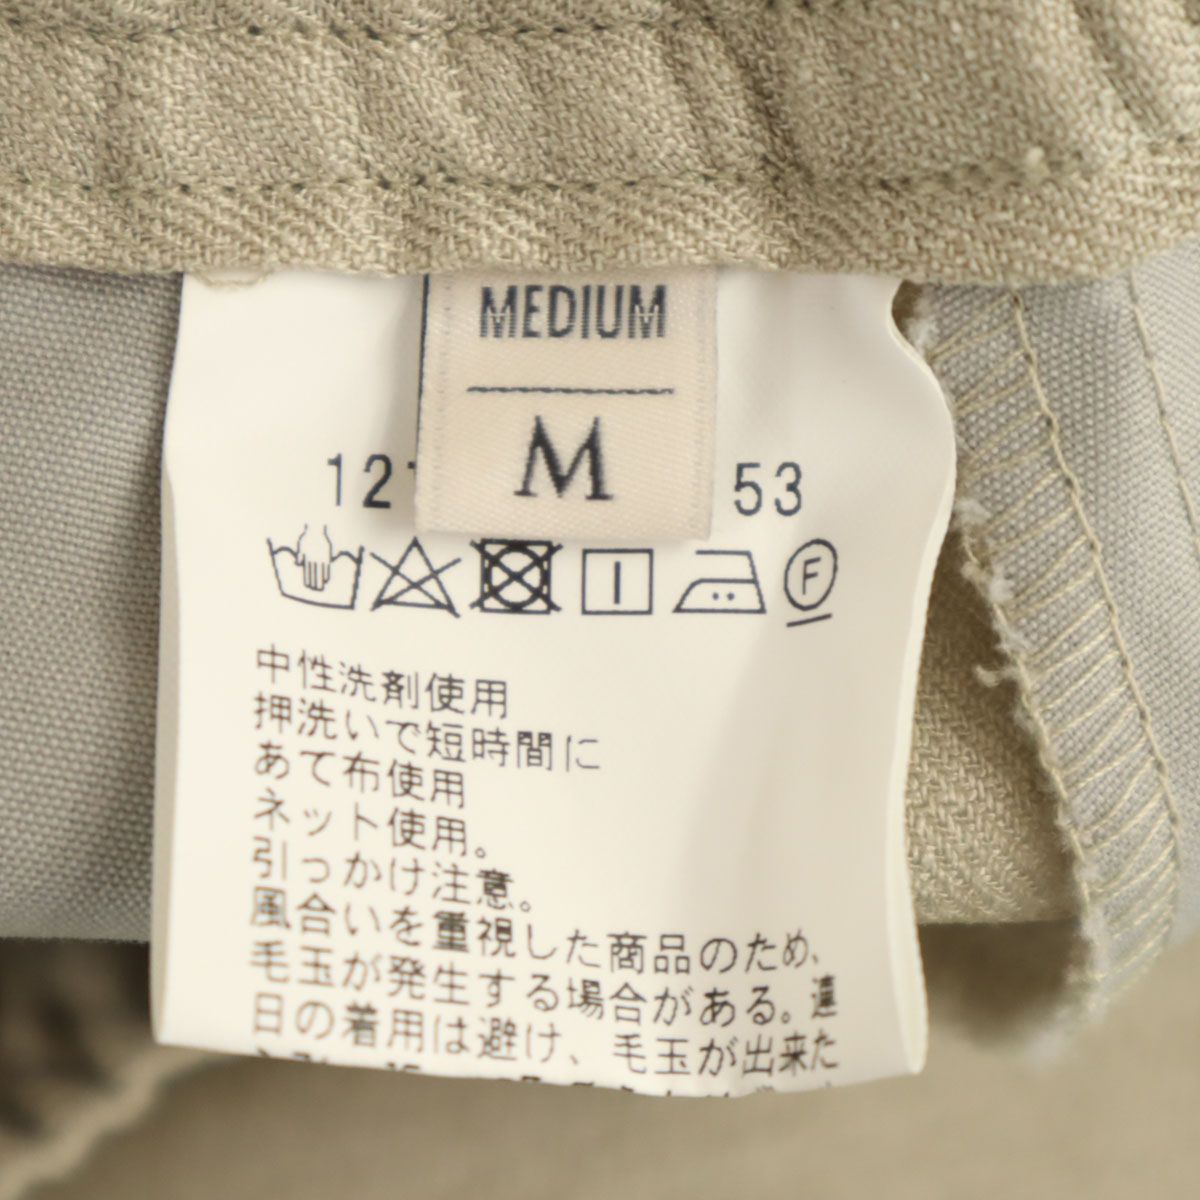 MEDIUM
M
12
53
F
中性洗剤使用
押洗いで短時間に
あて布使用
ネット使用。
引っかけ注意。
風合いを重視した商品のため、
毛玉が発生する場合がある。連
日の着用は避け、毛玉が出来た